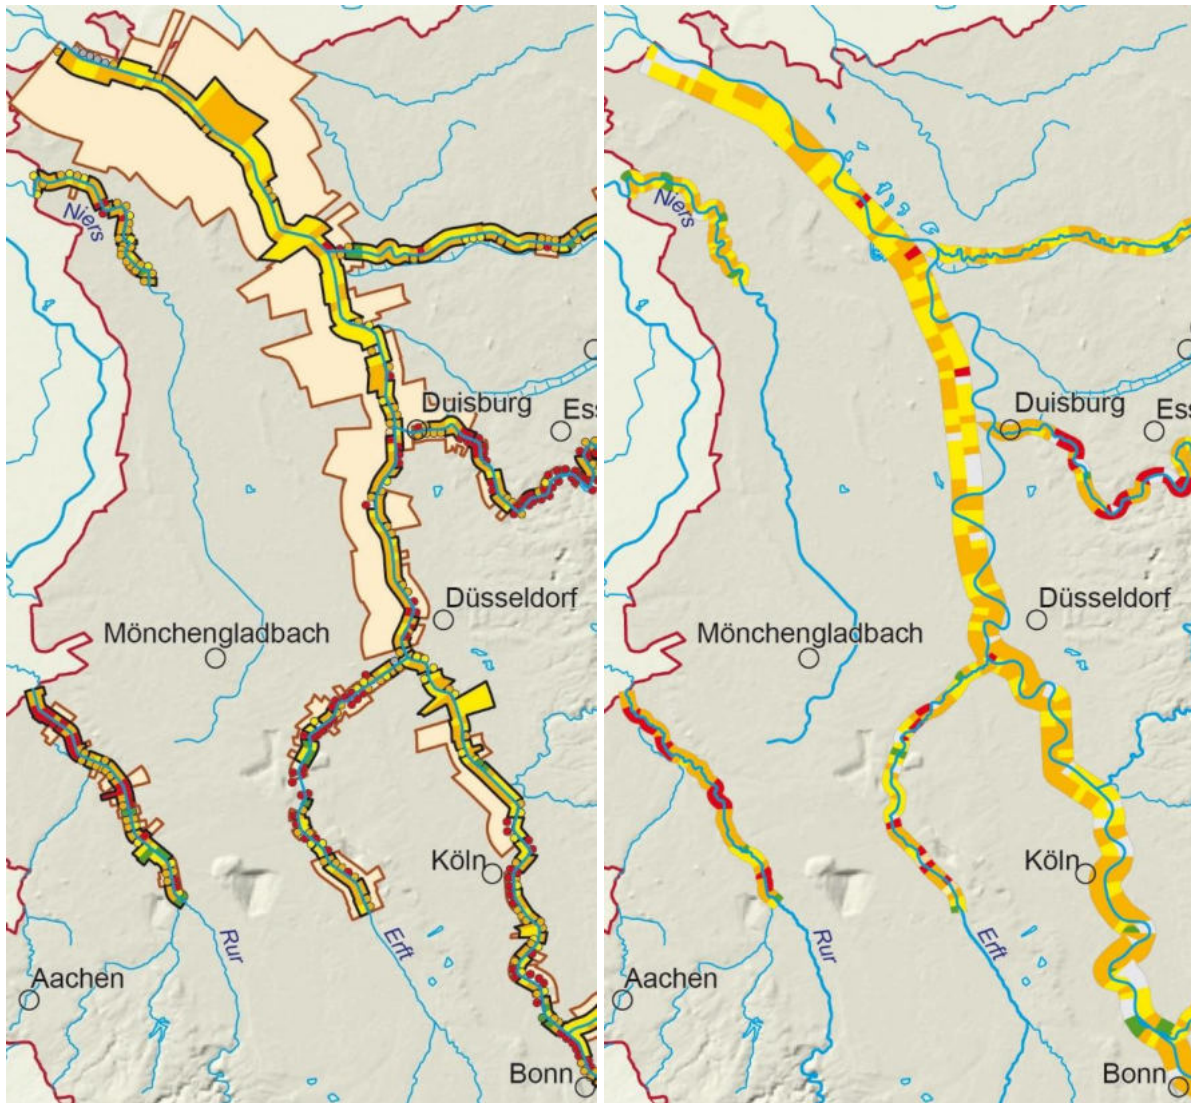 Niers
Duisburg
Ess
Düsseldorf
Mönchengladbach
Köln
Rur
Erft
Aachen
Bonn
Niers
Duisburg
Ess
Düsseldorf
Mönchengladbach
Köln
Rur
Erft
Aachen
Bonn